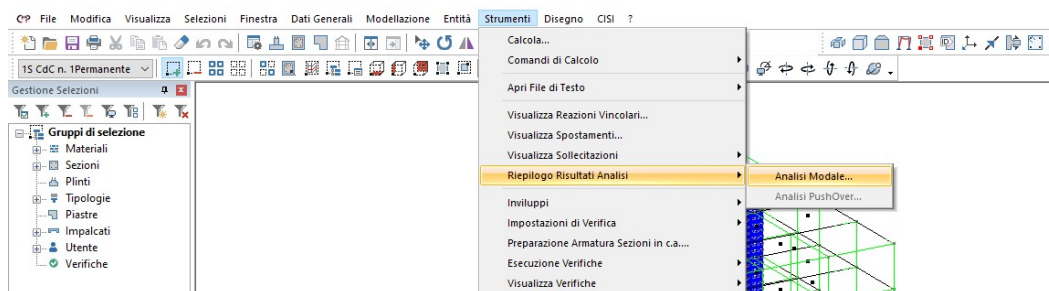 File Modifica Visualizza Selezioni Finestra Dati Generali Modellazione Entità Strumenti Disegno CISI ?
1S CdC n. 1Permanente
Gestione Selezioni
Gruppi di selezione
Materiali
Sezioni
Plinti
Tipologie
Piastre
Impalcati
Utente
Verifiche
Calcola...
Comandi di Calcolo
Apri File di Testo
Visualizza Reazioni Vincolari...
Visualizza Spostamenti...
Visualizza Sollecitazioni
Riepilogo Risultati Analisi
Inviluppi
Impostazioni di Verifica
Preparazione Armatura Sezioni in c.a....
Esecuzione Verifiche
Visualizza Verifiche
Analisi Modale...
Analisi PushOver...